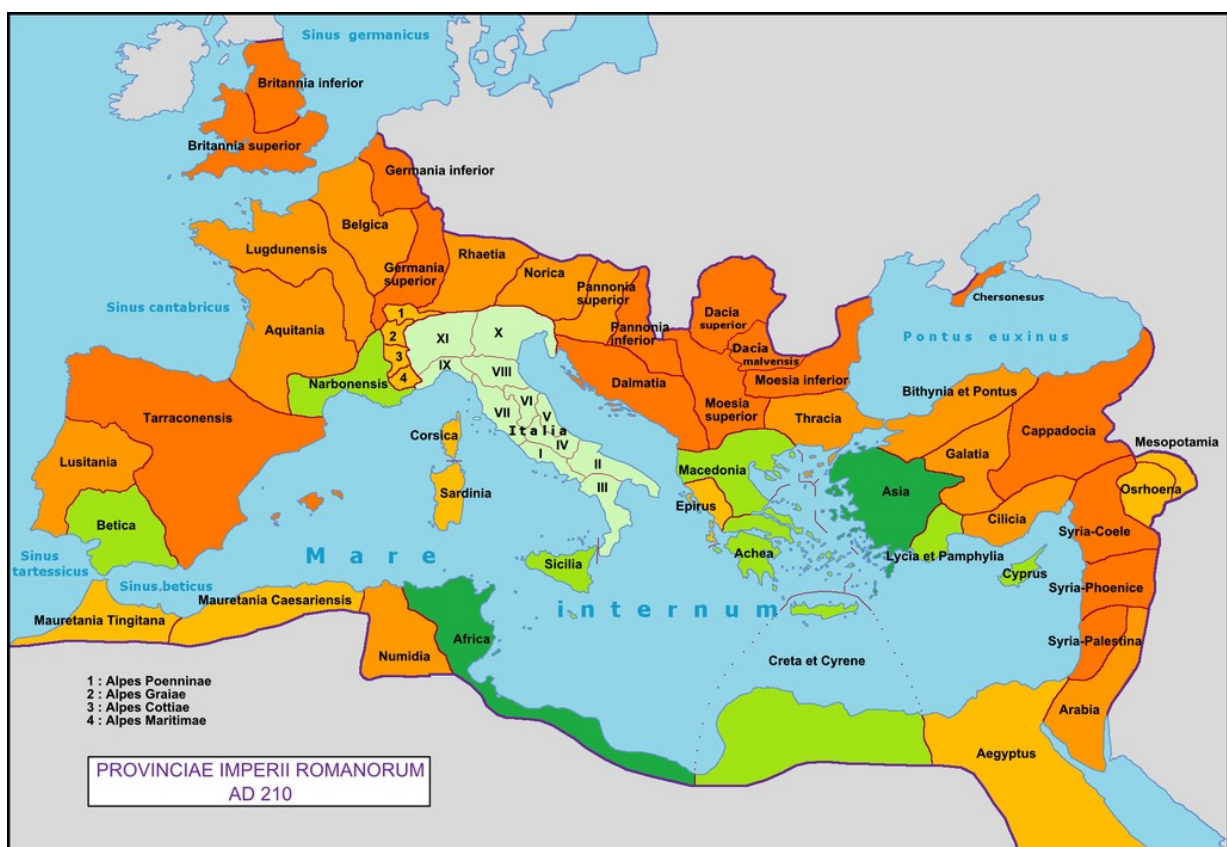 Sinus germanicus
Britannia inferior
Britannia superior
Germania inferior
Belgica
Lugdunensis
Germania
superior
Rhaetia
Norica
Pannonia
superior
Pannonia
inferior
Dacia
superior
Dacia
malvensis
Chersonesus
Sinus cantabricus
Aquitania
1
2
3
4
XI
X
IX
VIII
VII
VI
V
IV
Italia
I
II
III
Narbonensis
Dalmatia
Moesia
superior
Moesia inferior
Pontus euxinus
Bithynia et Pontus
Thracia
Tarraconensis
Corsica
Cappadocia
Mesopotamia
Lusitania
Sardinia
Macedonia
Galatia
Asia
Osrhoena
Betica
Epirus
Cilicia
Syria-Coele
Sinus
tartessicus
Mare
Sicilia
Achea
Lycia et Pamphylia
Cyprus
Sinus.beticus
Mauretania Caesariensis
internum
Syria-Phoenice
Mauretania Tingitana
Africa
Numidia
Syria-Palestina
Creta et Cyrene
Arabia
Aegyptus
1 : Alpes Poenninae
2 : Alpes Graiae
3 : Alpes Cottiae
4 : Alpes Maritimae
PROVINCIAE IMPERII ROMANORUM
AD 210